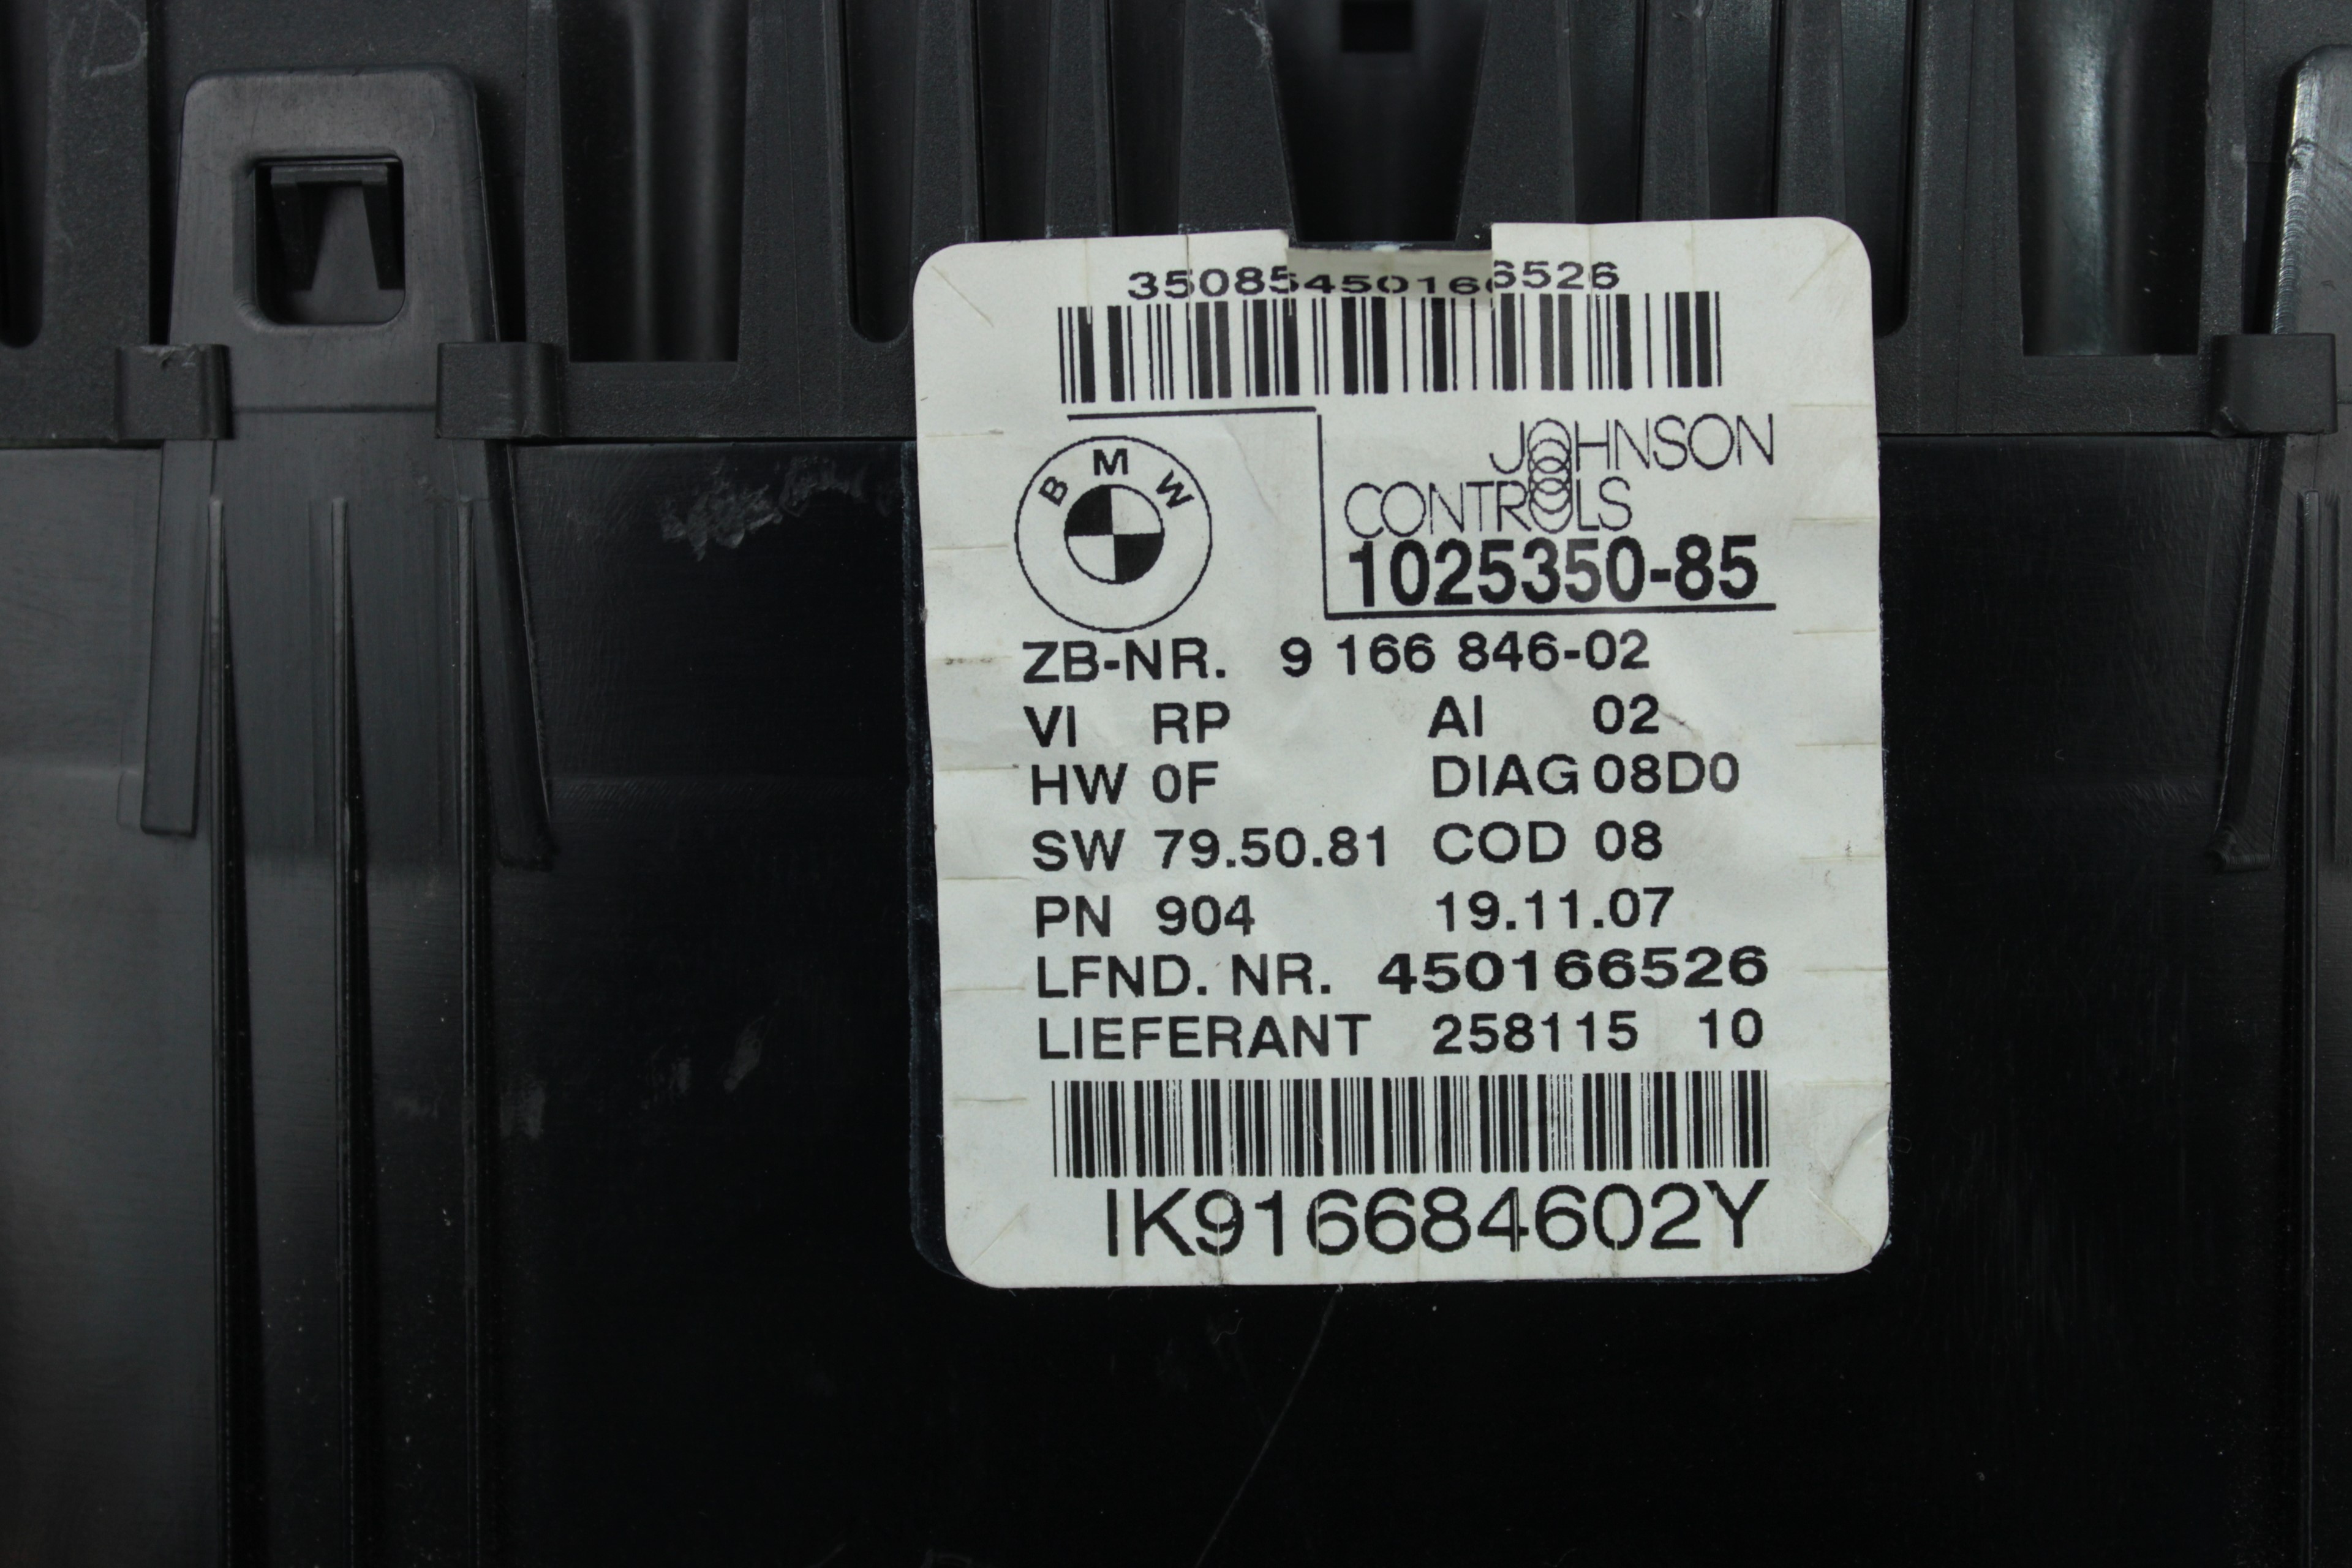 350854450166526
BMW
JOHNSON
CONTROLS
1025350-85
ZB-NR. 9 166 846-02
VI RP AI 02
HW 0F DIAG 08D0
SW 79.50.81 COD 08
PN 904 19.11.07
LFND. NR. 450166526
LIEFERANT 258115 10
IK916684602Y